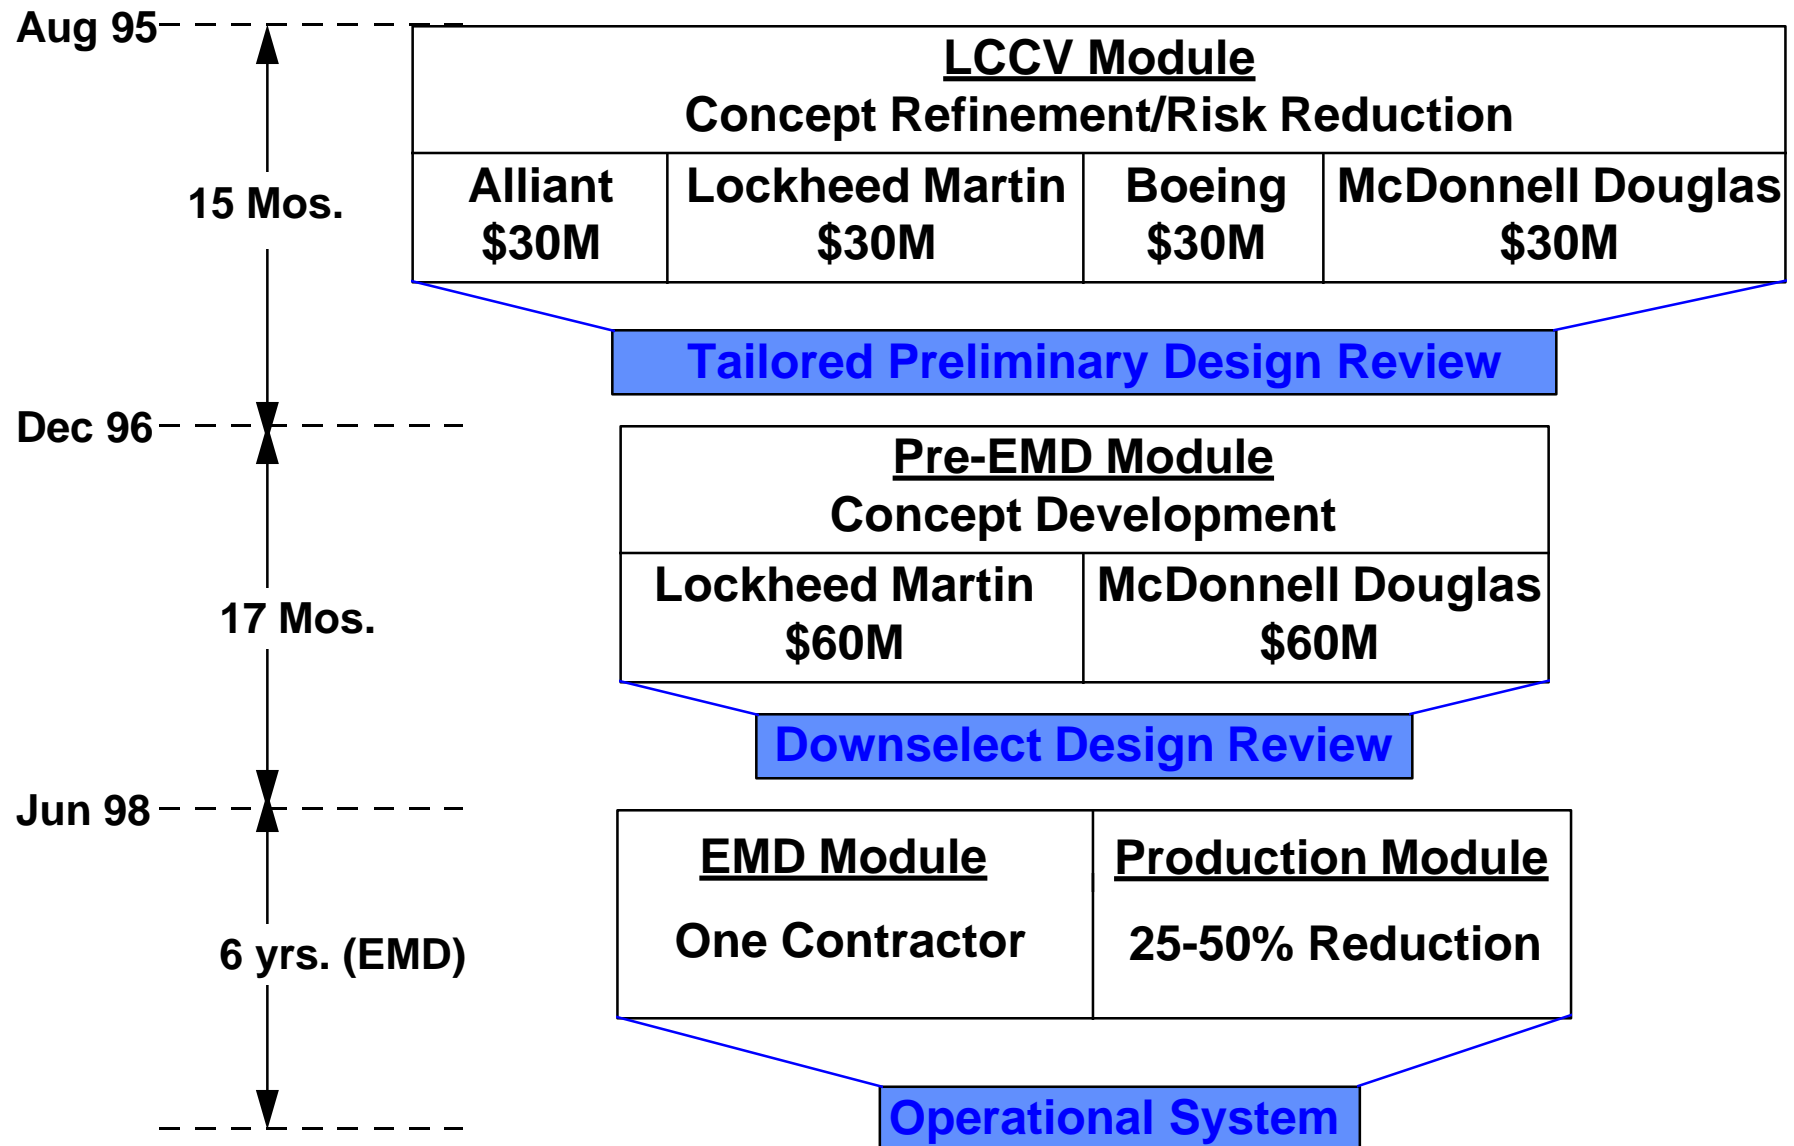 Aug 95
LCCV Module
Concept Refinement/Risk Reduction
15 Mos.
Alliant
$30M
Lockheed Martin
$30M
Boeing
$30M
McDonnell Douglas
$30M
Tailored Preliminary Design Review
Dec 96
Pre-EMD Module
Concept Development
17 Mos.
Lockheed Martin
$60M
McDonnell Douglas
$60M
Downselect Design Review
Jun 98
6 yrs. (EMD)
EMD Module
One Contractor
Production Module
25-50% Reduction
Operational System